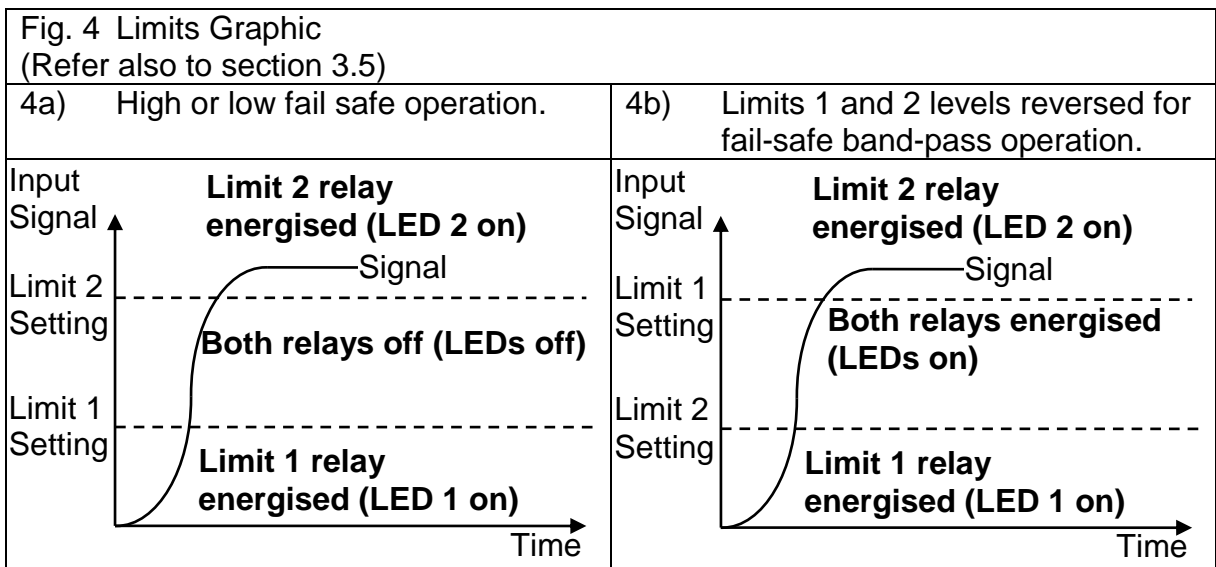 Fig. 4 Limits Graphic
(Refer also to section 3.5)
4a) High or low fail safe operation.
4b) Limits 1 and 2 levels reversed for
fail-safe band-pass operation.
Input
Signal
Limit 2 relay
energised (LED 2 on)
Signal
Limit 2
Setting
Both relays off (LEDs off)
Limit 1
Setting
Limit 1 relay
energised (LED 1 on)
Time
Input
Signal
Limit 2 relay
energised (LED 2 on)
Signal
Limit 1
Setting
Both relays energised
(LEDs on)
Limit 2
Setting
Limit 1 relay
energised (LED 1 on)
Time